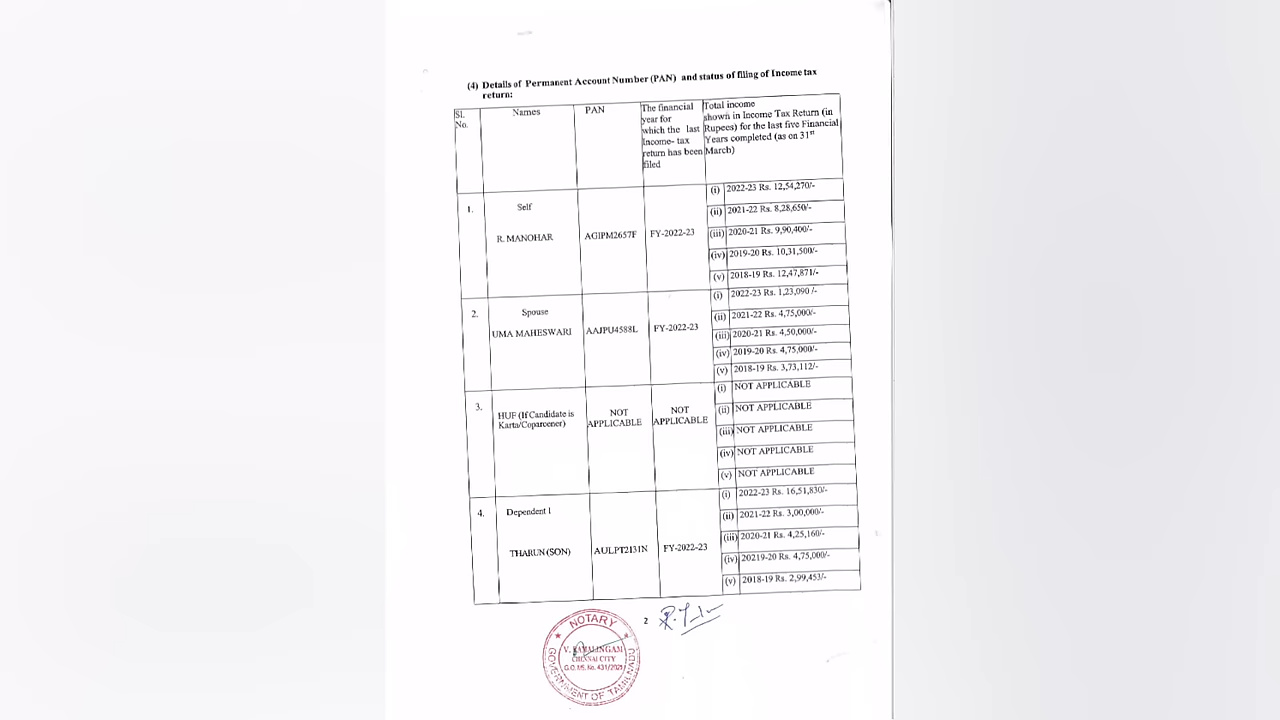 (4) Details of Permanent Account Number (PAN) and status of filing of Income tax
return:
Sl.
No.
Names
PAN
The financial
year for
which the last
Income- tax
return has been
filed
Total income
shown in Income Tax Return (in
Rupees) for the last five Financial
Years completed (as on 31st
March)
1.
Self
R. MANOHAR
AGIPM2657F
FY-2022-23
(i) 2022-23 Rs. 12,54,270/-
(ii) 2021-22 Rs. 8,28,650/-
(iii) 2020-21 Rs. 9,90,400/-
(iv) 2019-20 Rs. 10,31,500/-
(v) 2018-19 Rs. 12,47,871/-
2.
Spouse
UMA MAHESWARI
AAJPU4588L
FY-2022-23
(i) 2022-23 Rs. 1,23,090 /-
(ii) 2021-22 Rs. 4,75,000/-
(iii) 2020-21 Rs. 4,50,000/-
(iv) 2019-20 Rs. 4,75,000/-
(v) 2018-19 Rs. 3,73,112/-
3.
HUF (If Candidate is
Karta/Coparcener)
NOT
APPLICABLE
NOT
APPLICABLE
(i) NOT APPLICABLE
(ii) NOT APPLICABLE
(iii) NOT APPLICABLE
(iv) NOT APPLICABLE
(v) NOT APPLICABLE
4.
Dependent 1
THARUN (SON)
AULPT2131N
FY-2022-23
(i) 2022-23 Rs. 16,51,830/-
(ii) 2021-22 Rs. 3,00,000/-
(iii) 2020-21 Rs. 4,25,160/-
(iv) 20219-20 Rs. 4,75,000/-
(v) 2018-19 Rs. 2,99,453/-
2
NOTARY
V. KAMALINGAM
CHENNAI CITY
G.O. MS. No. 431/2021
GOVERNMENT OF TAMILNADU